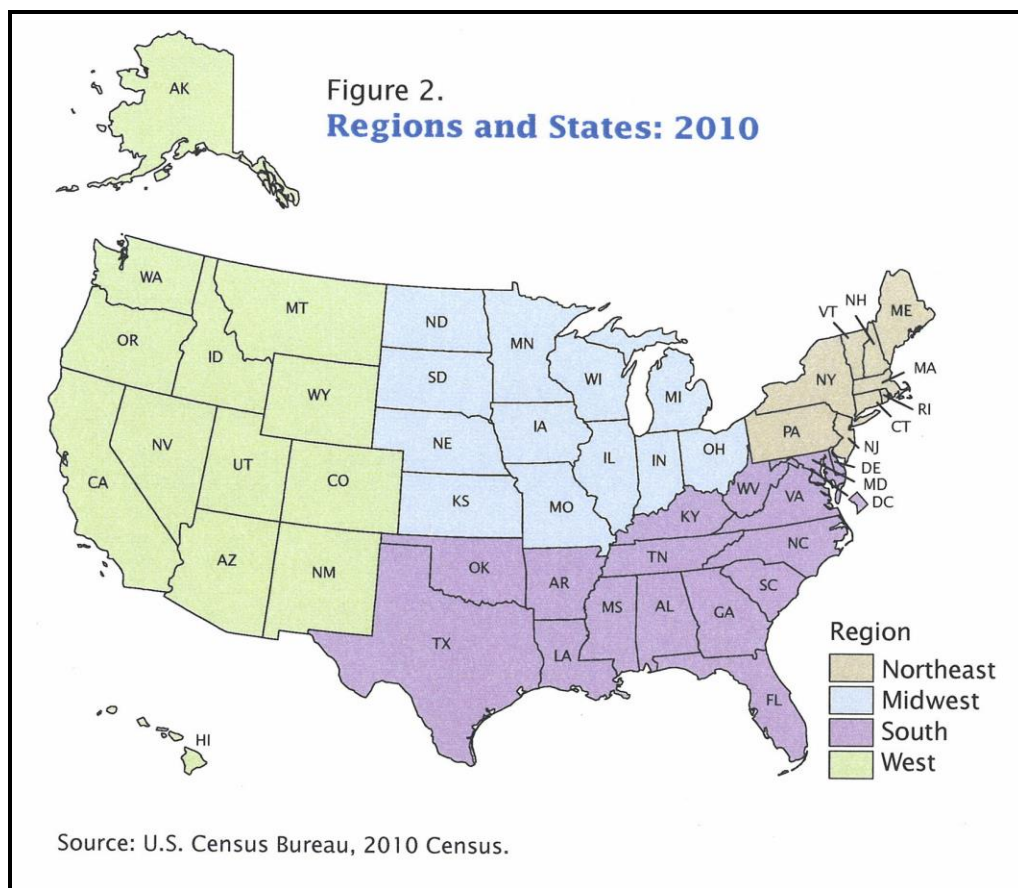 Figure 2.
Regions and States: 2010
AK
WA
MT
ND
MN
VT
NH
ME
OR
ID
SD
WI
MI
NY
MA
WY
RI
CT
NV
NE
IA
PA
NJ
CA
UT
CO
IL
IN
OH
DE
MD
DC
KS
MO
WV
VA
KY
AZ
NM
OK
AR
TN
NC
SC
MS
AL
GA
TX
LA
FL
HI
Region
Northeast
Midwest
South
West
Source: U.S. Census Bureau, 2010 Census.